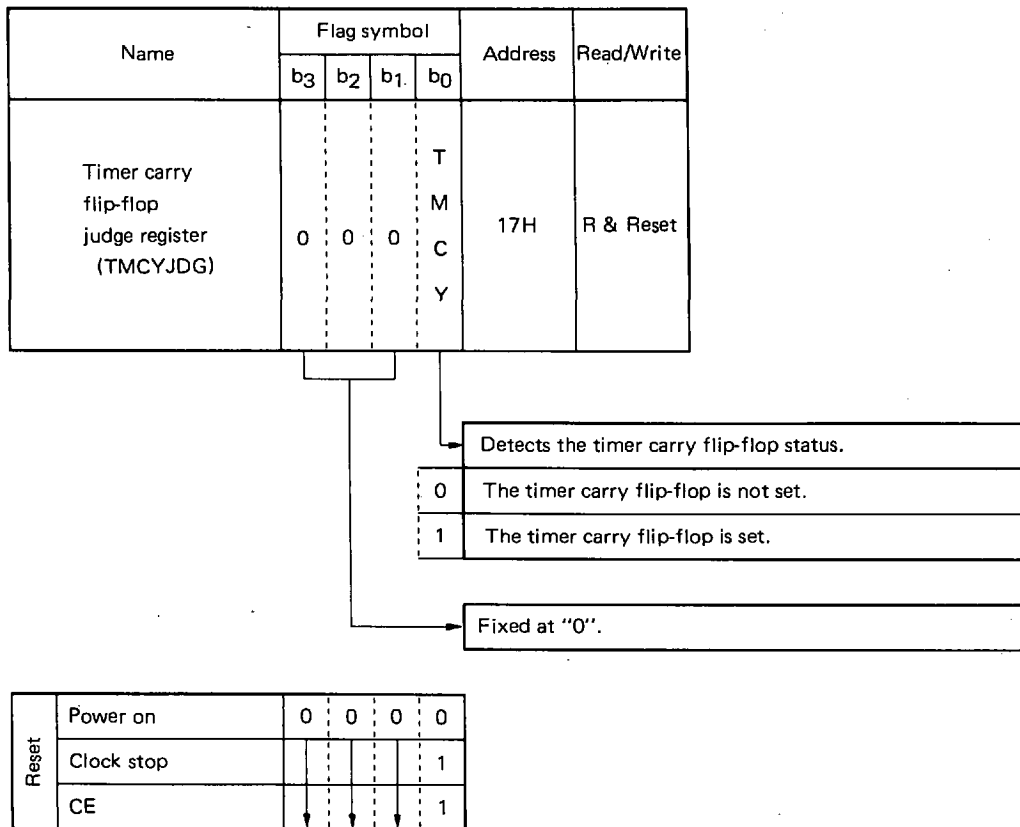 Name Flag symbol Address Read/Write
b3 b2 b1. b0
Timer carry
flip-flop
judge register
(TMCYJDG)
0 0 0 T
M
C
Y
17H R & Reset
Detects the timer carry flip-flop status.
0 The timer carry flip-flop is not set.
1 The timer carry flip-flop is set.
Fixed at "0".
Reset
Power on 0 0 0 0
Clock stop 1
CE 1